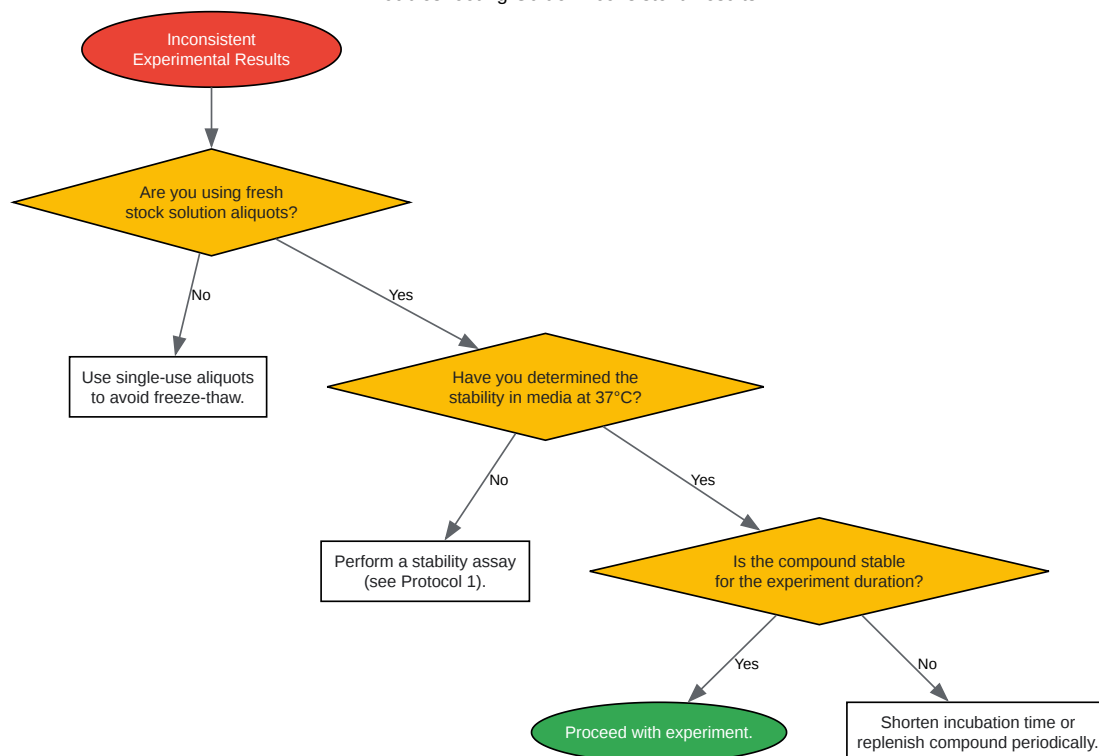 Inconsistent
Experimental Results
Are you using fresh
stock solution aliquots?
No
Yes
Use single-use aliquots
to avoid freeze-thaw.
Have you determined the
stability in media at 37°C?
No
Yes
Perform a stability assay
(see Protocol 1).
Is the compound stable
for the experiment duration?
Yes
No
Proceed with experiment.
Shorten incubation time or
replenish compound periodically.